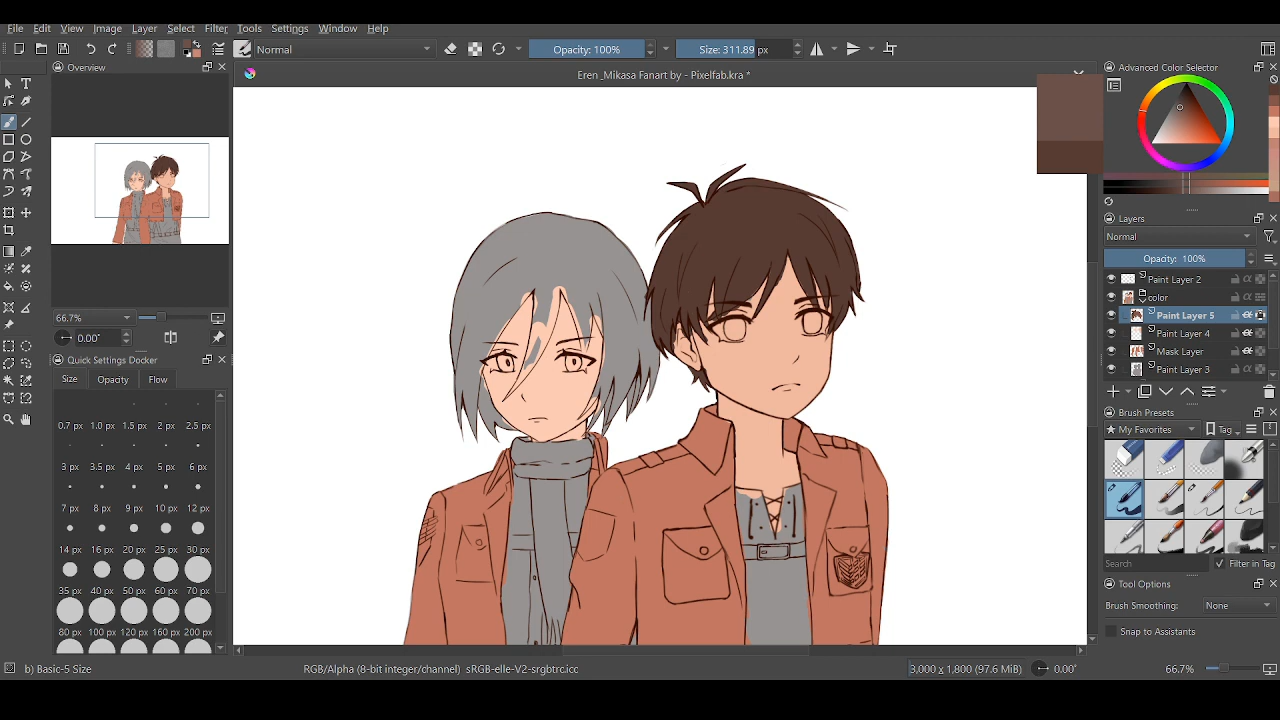 File Edit View Image Layer Select Filter Tools Settings Window Help
Normal Opacity: 100% Size: 311.89 px
Overview Eren _Mikasa Fanart by - Pixelfab.kra * Advanced Color Selector
66.7%
0.00°
Quick Settings Docker
Size Opacity Flow
0.7 px 1.0 px 1.5 px 2 px 2.5 px
3 px 3.5 px 4 px 5 px 6 px
7 px 8 px 9 px 10 px 12 px
14 px 16 px 20 px 25 px 30 px
35 px 40 px 50 px 60 px 70 px
80 px 100 px 120 px 160 px 200 px
Layers
Normal
Opacity: 100%
Paint Layer 2
color
Paint Layer 5
Paint Layer 4
Mask Layer
Paint Layer 3
Brush Presets
My Favorites Tag
Search Filter in Tag
Tool Options
Brush Smoothing: None
Snap to Assistants
b) Basic-5 Size RGB/Alpha (8-bit integer/channel) sRGB-elle-V2-srgbtrc.icc 3,000 x 1,800 (97.6 MiB) 0.00° 66.7%